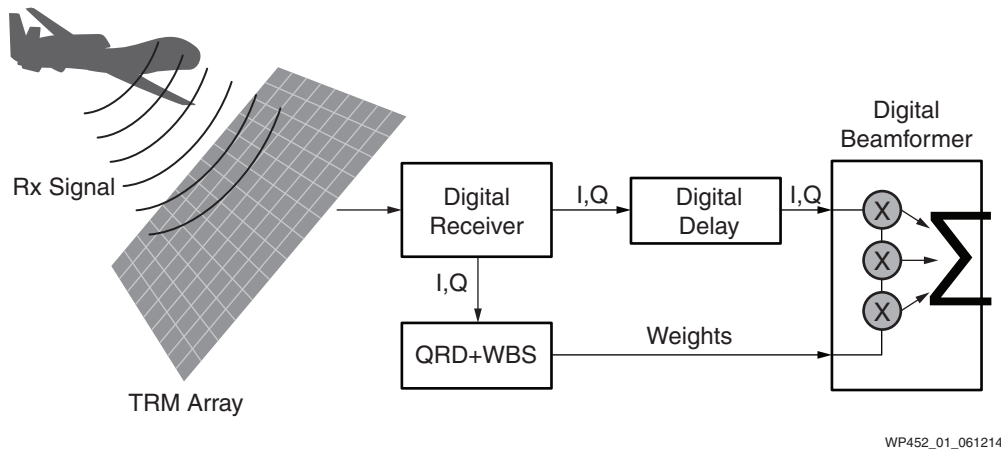 Digital
Beamformer
Rx Signal
Digital
Receiver
I,Q
Digital
Delay
I,Q
X
X
X
I,Q
QRD+WBS
Weights
TRM Array
WP452_01_061214